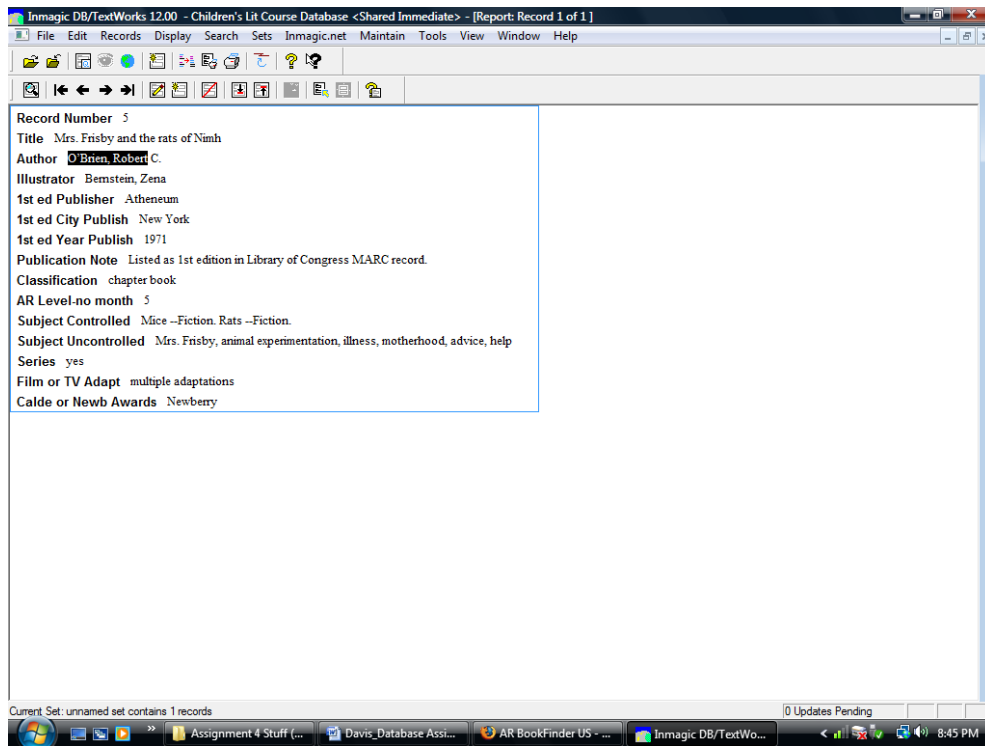 Inmagic DB/TextWorks 12.00 - Children's Lit Course Database <Shared Immediate> - [Report: Record 1 of 1 ]
File Edit Records Display Search Sets Inmagic.net Maintain Tools View Window Help
Record Number 5
Title Mrs. Frisby and the rats of Nimh
Author O'Brien, Robert C.
Illustrator Bernstein, Zena
1st ed Publisher Atheneum
1st ed City Publish New York
1st ed Year Publish 1971
Publication Note Listed as 1st edition in Library of Congress MARC record.
Classification chapter book
AR Level-no month 5
Subject Controlled Mice --Fiction. Rats --Fiction.
Subject Uncontrolled Mrs. Frisby, animal experimentation, illness, motherhood, advice, help
Series yes
Film or TV Adapt multiple adaptations
Calde or Newb Awards Newberry
Current Set: unnamed set contains 1 records 0 Updates Pending
Assignment 4 Stuff (... Davis_Database Assi... AR BookFinder US - ... Inmagic DB/TextWo... 8:45 PM